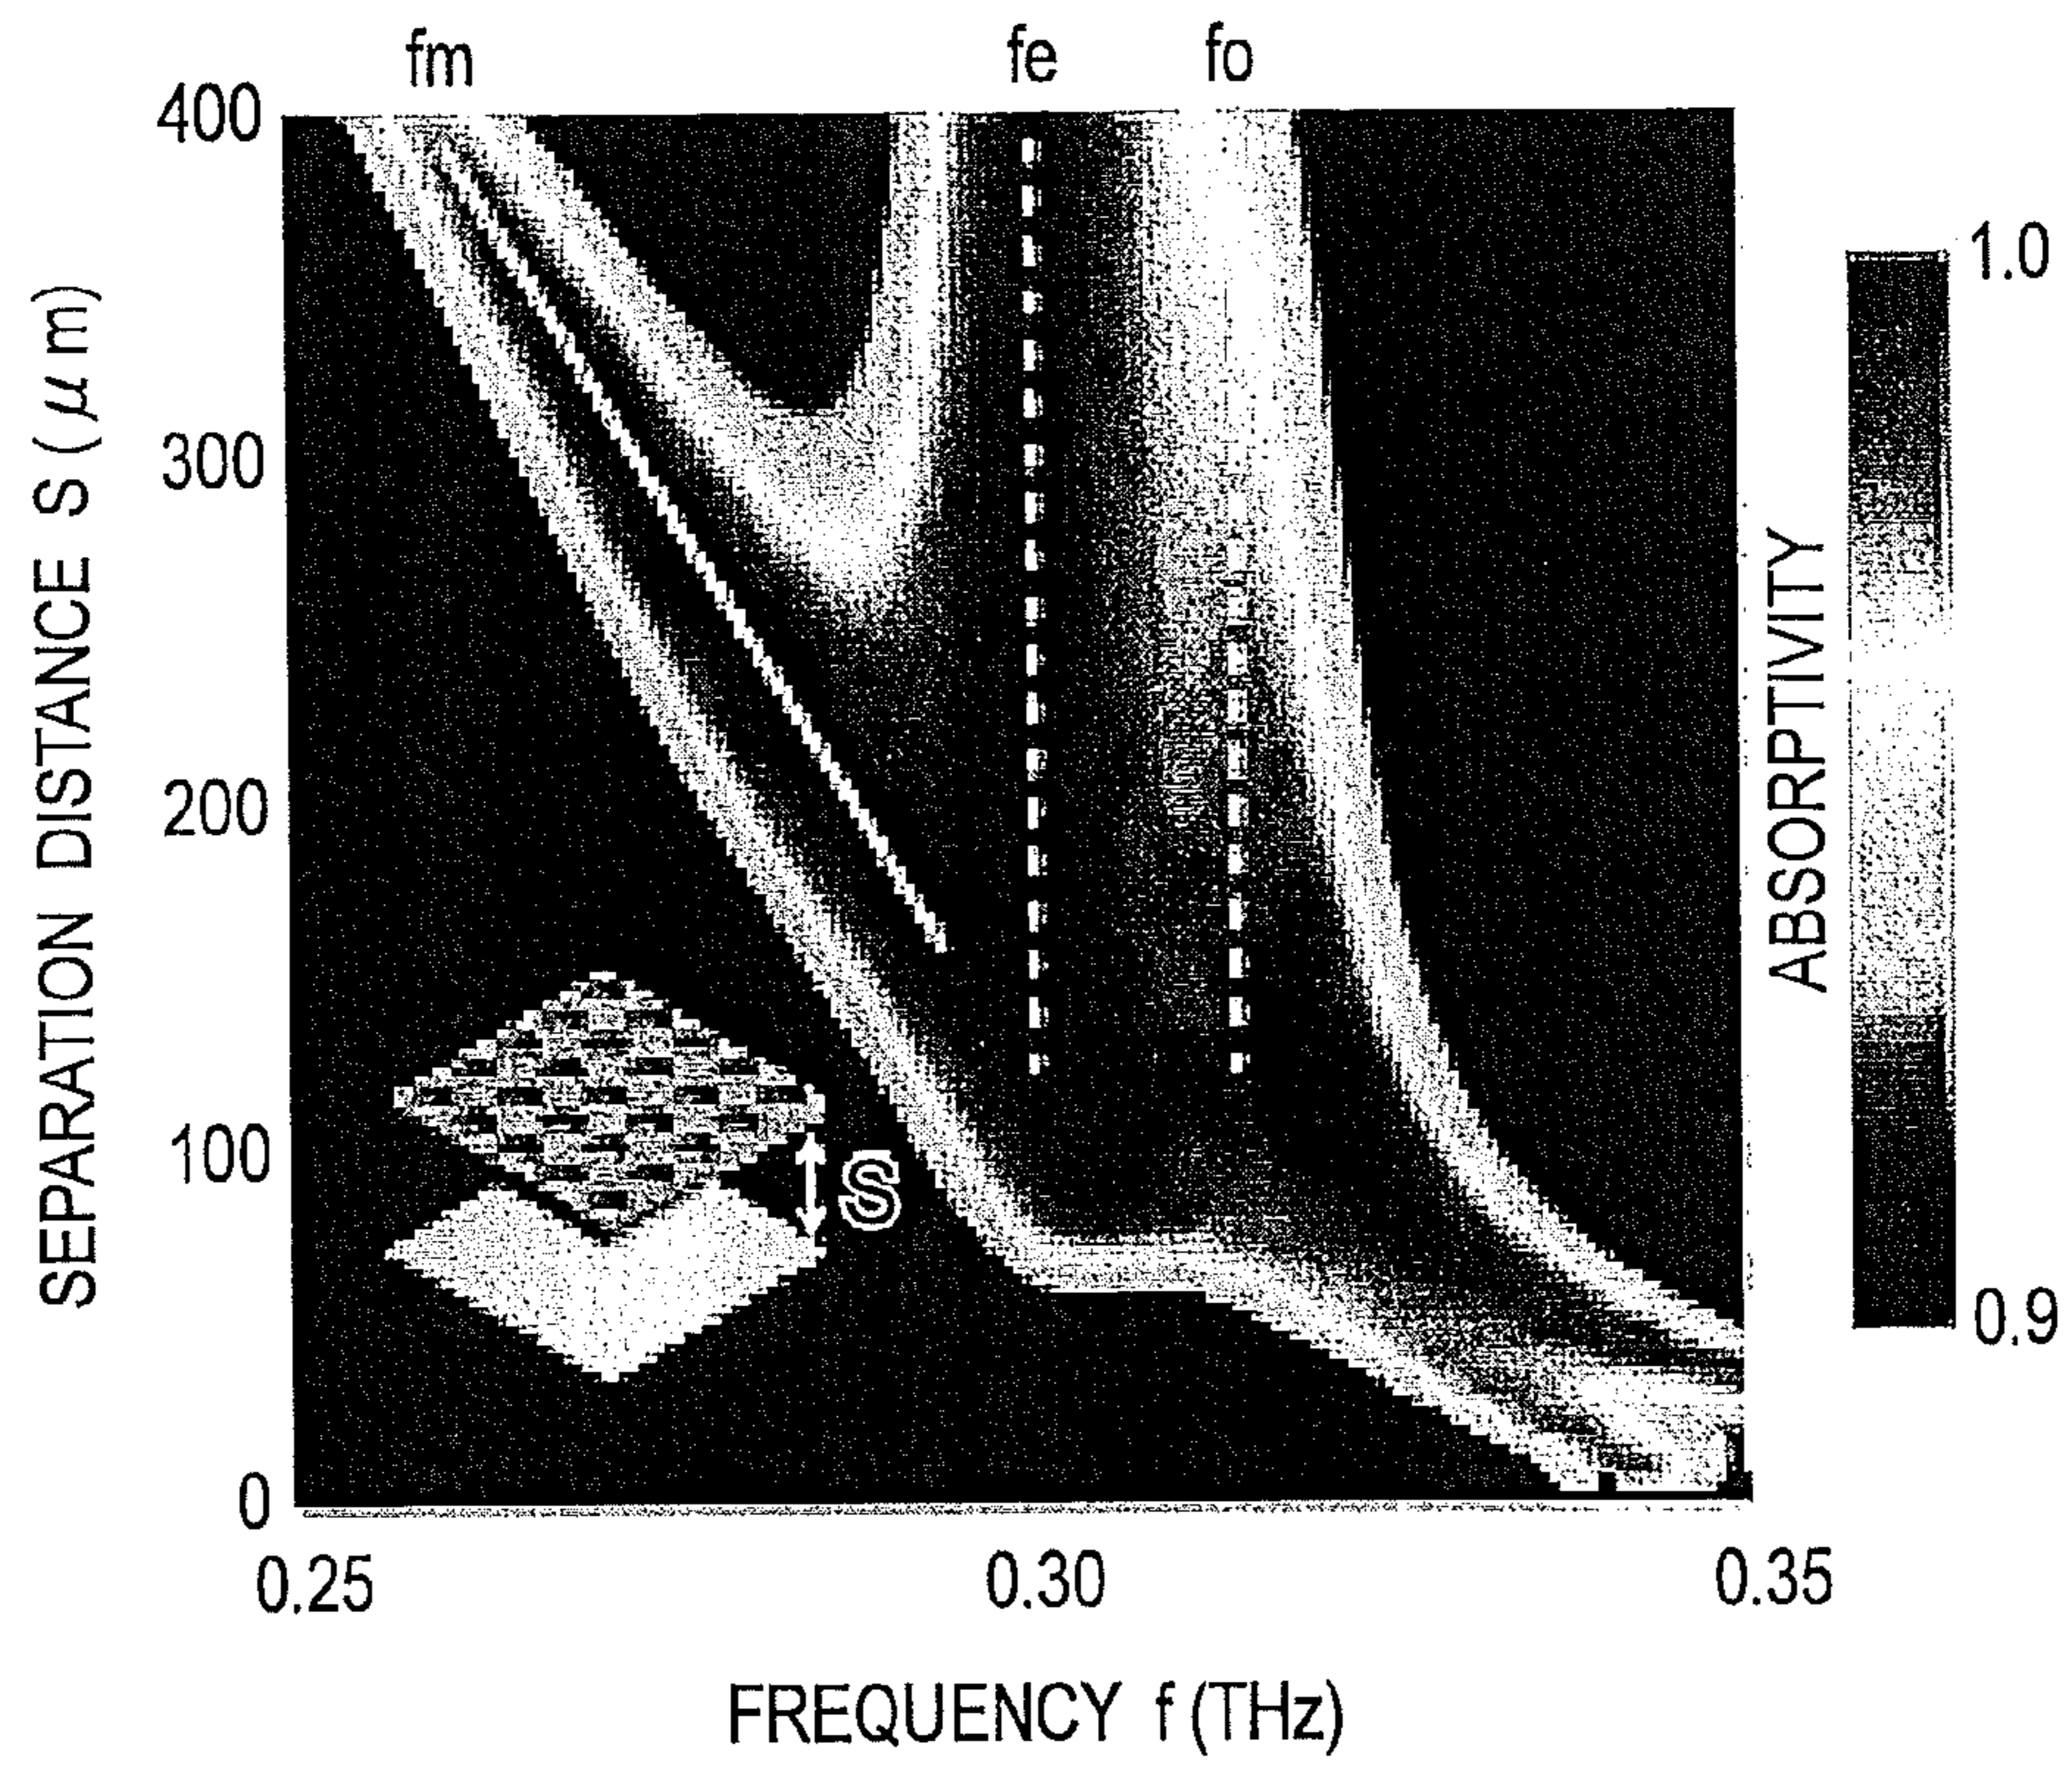 fm fe fo
400
300
200
100
0
SEPARATION DISTANCE S (μm)
S
0.25 0.30 0.35
FREQUENCY f (THz)
1.0
ABSORPTIVITY
0.9